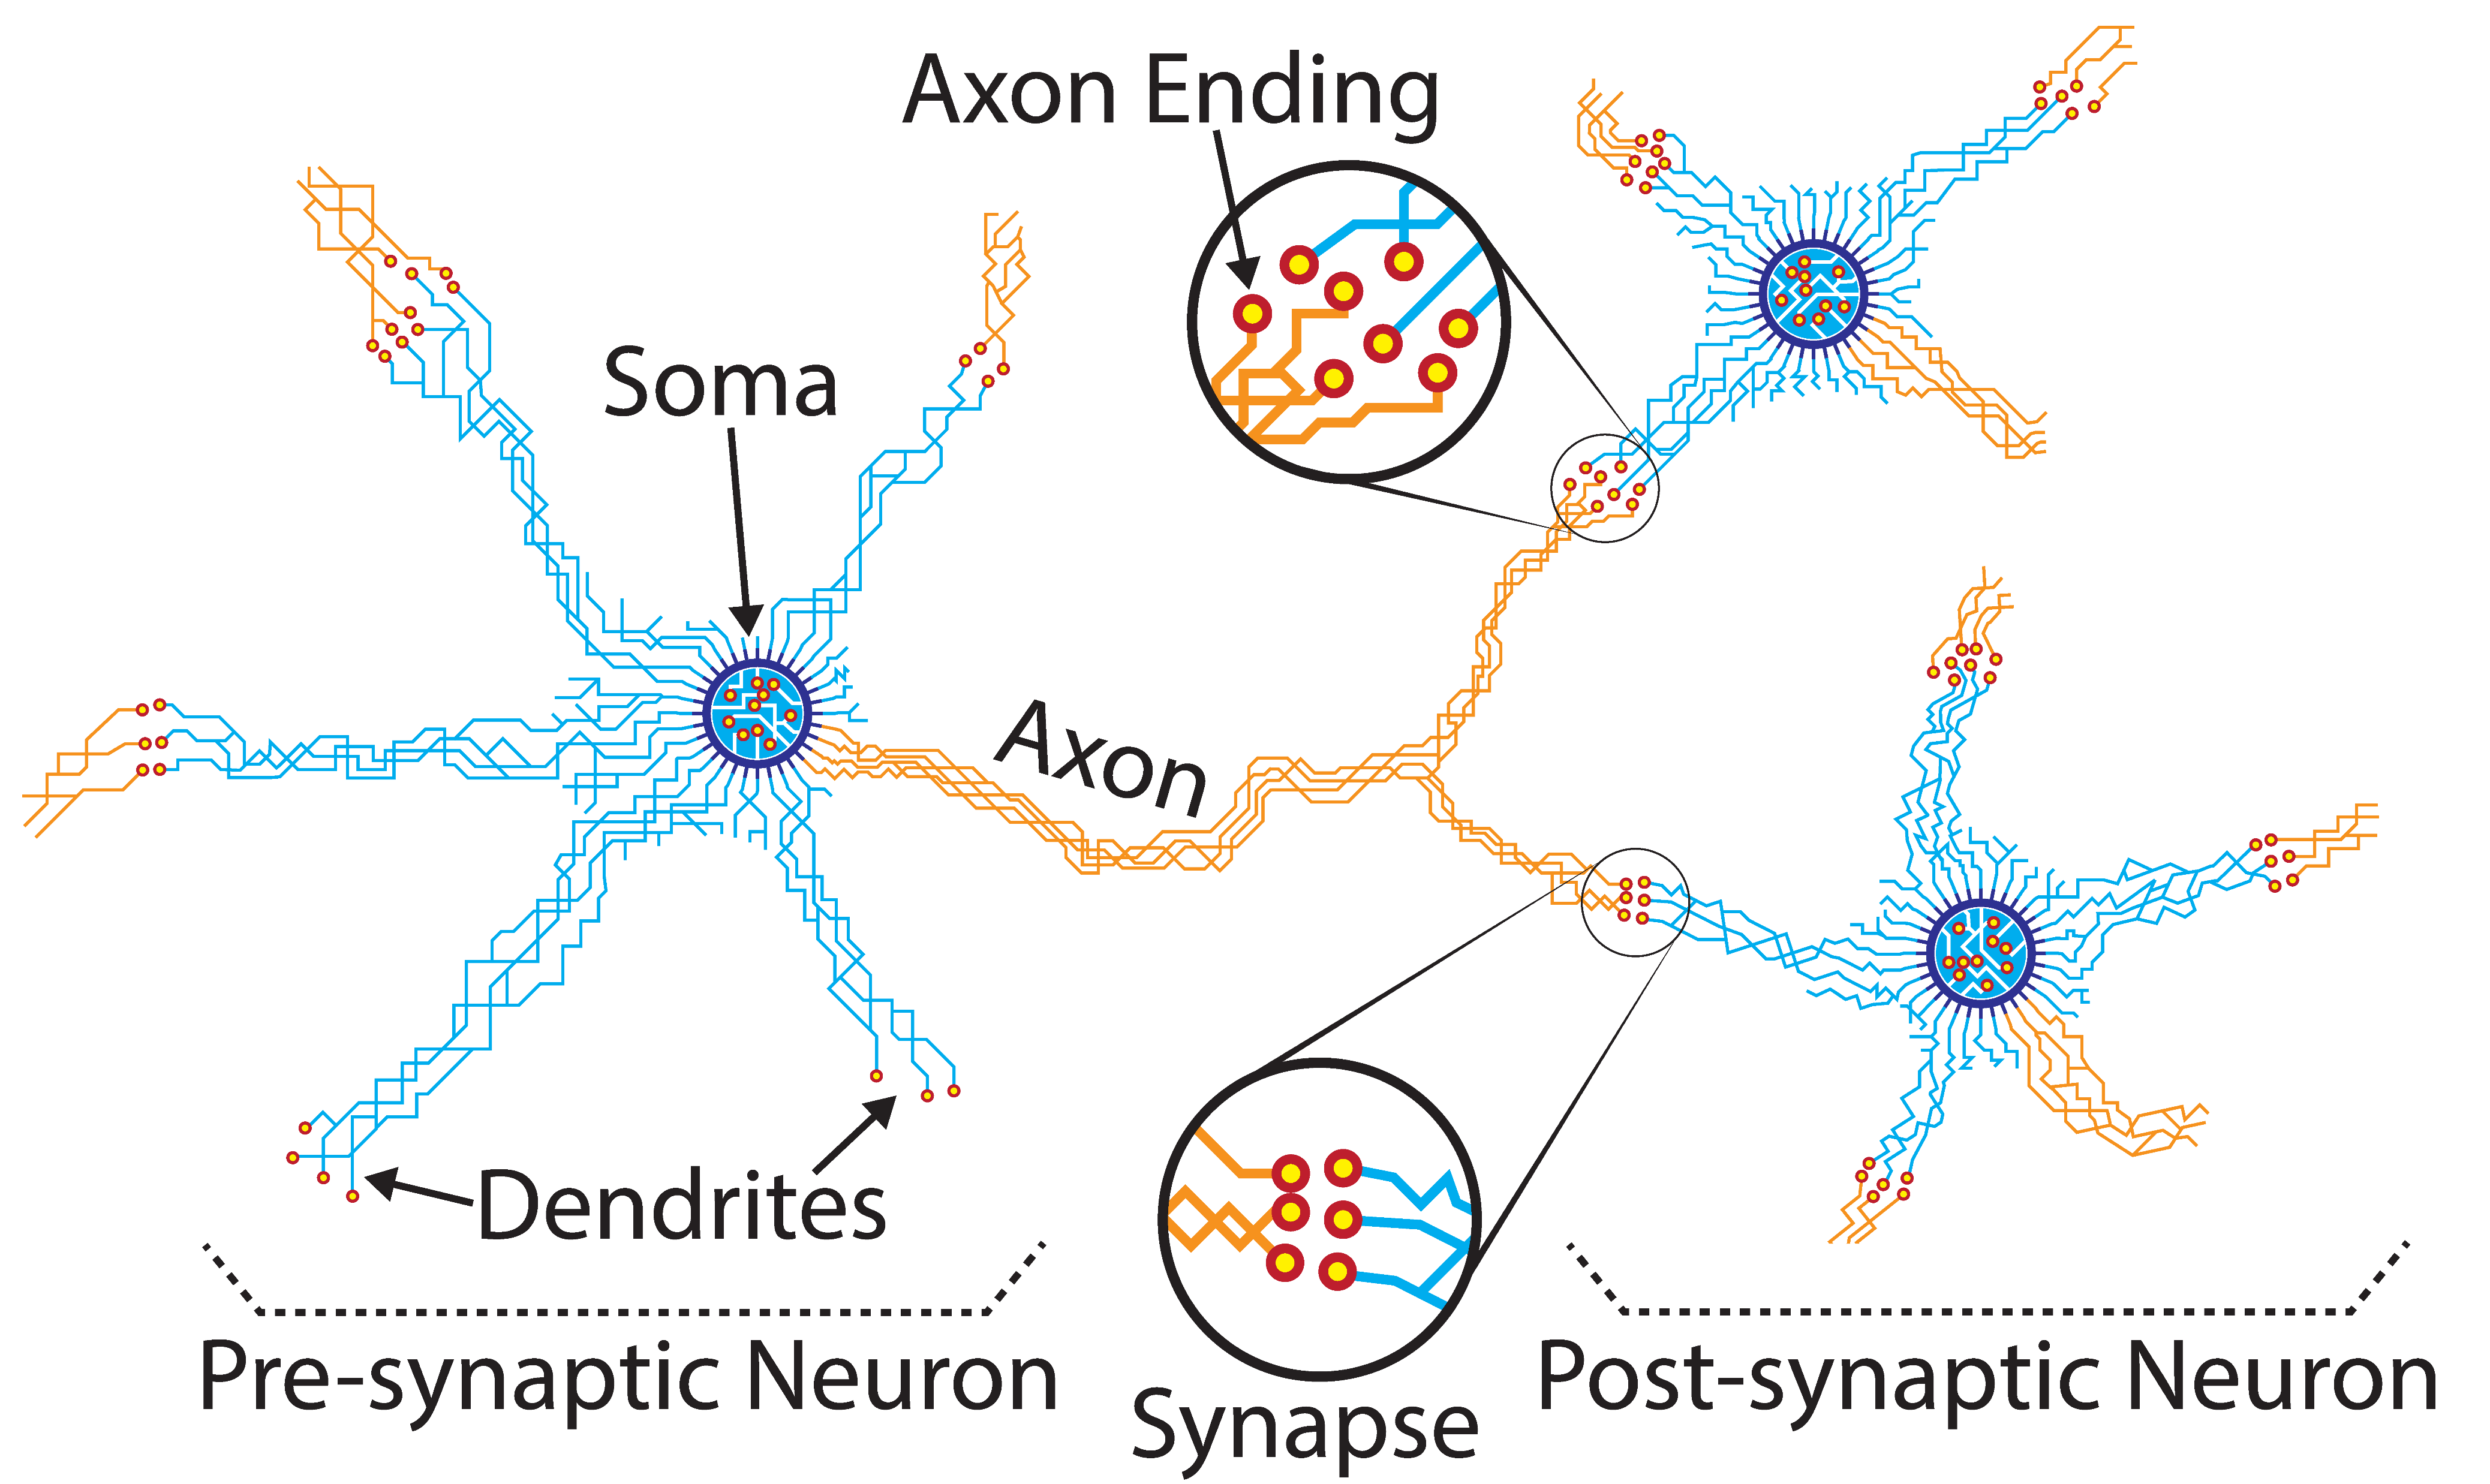 Axon Ending
Soma
Axon
Dendrites
Pre-synaptic Neuron
Synapse
Post-synaptic Neuron